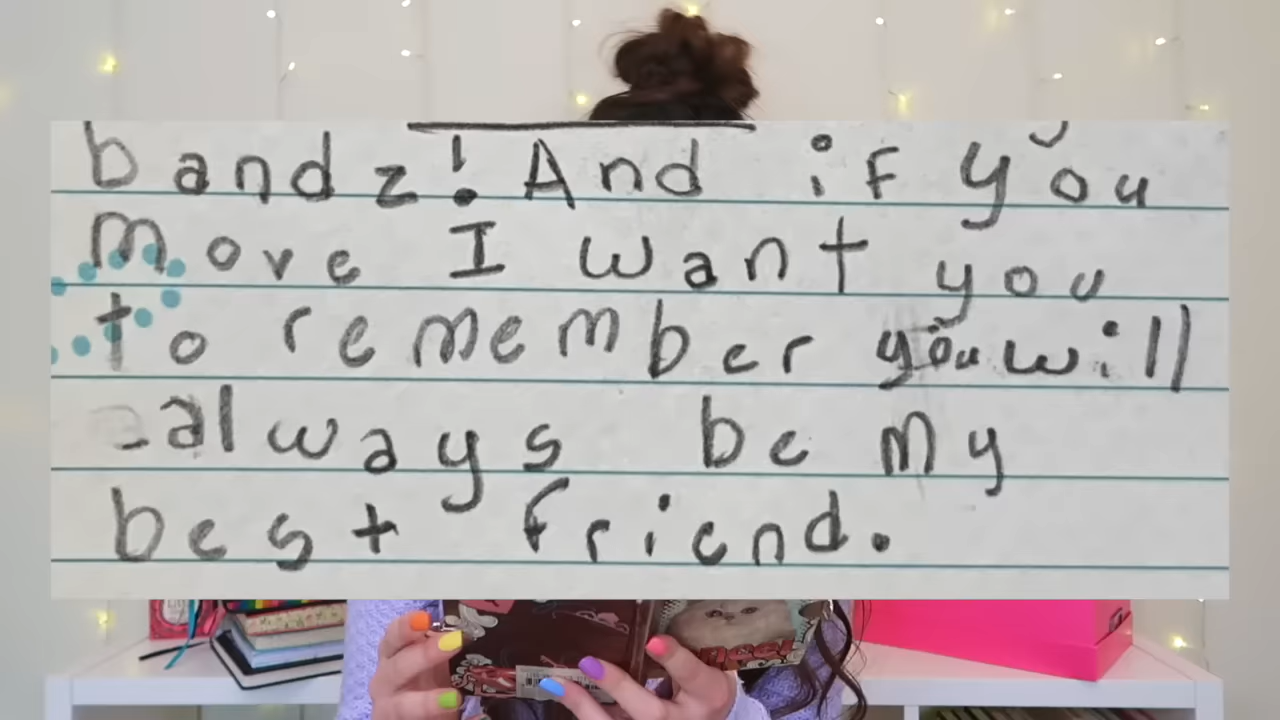 bandz! And if you
move I want you
to remember you will
always be my
best friend.